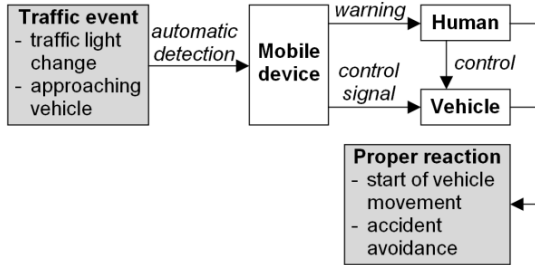 Traffic event
- traffic light
change
- approaching
vehicle
automatic
detection
Mobile
device
warning
control
signal
Human
control
Vehicle
Proper reaction
- start of vehicle
movement
- accident
avoidance